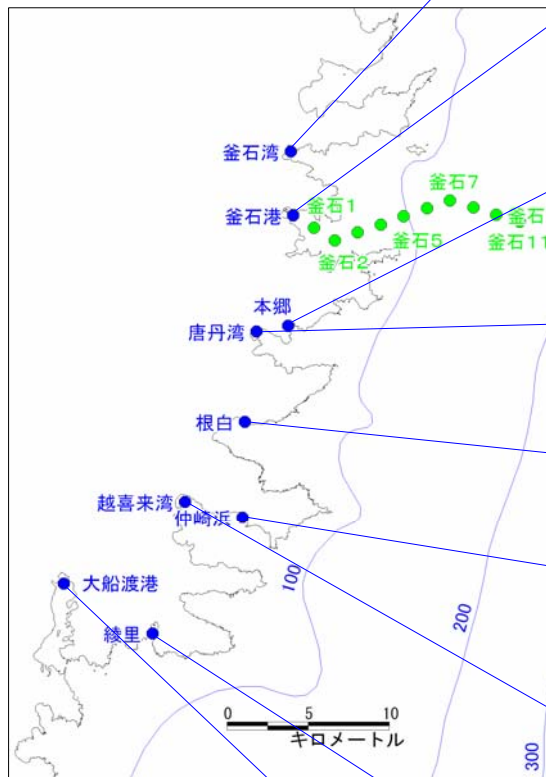 釜石湾
釜石7
釜石港
釜石1
釜石
釜石5
釜石11
釜石2
本郷
唐丹湾
根白
越喜来湾
仲崎浜
大船渡港
100
綾里
200
0 5 10
キロメートル
300